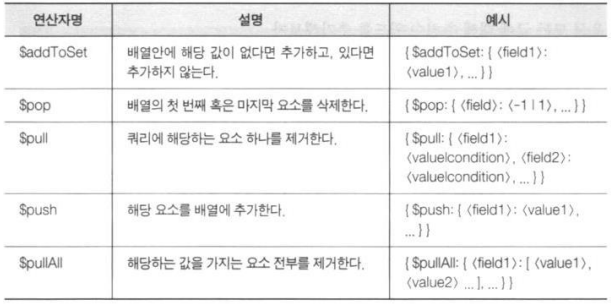 연산자명 설명 예시
$addToSet 배열안에 해당 값이 없다면 추가하고, 있다면 { $addToSet: { 〈field1〉:
추가하지 않는다. 〈value1〉, ... } }
$pop 배열의 첫 번째 혹은 마지막 요소를 삭제한다. { $pop: { 〈field〉: 〈-1 | 1〉, ... } }
$pull 쿼리에 해당하는 요소 하나를 제거한다. { $pull: { 〈field1〉:
〈value|condition〉, 〈field2〉:
〈value|condition〉, ... } }
$push 해당 요소를 배열에 추가한다. { $push: { 〈field1〉: 〈value1〉,
... } }
$pullAll 해당하는 값을 가지는 요소 전부를 제거한다. { $pullAll: { 〈field1〉: [ 〈value1〉,
〈value2〉 ... ], ... } }